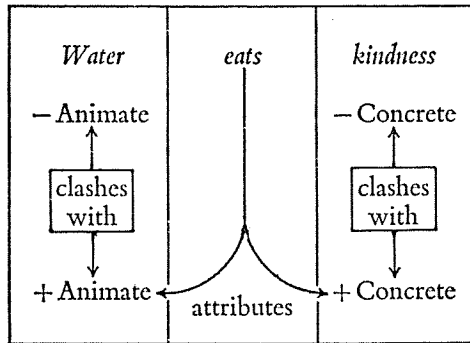 Water eats kindness
− Animate − Concrete
clashes with clashes with
+ Animate attributes + Concrete